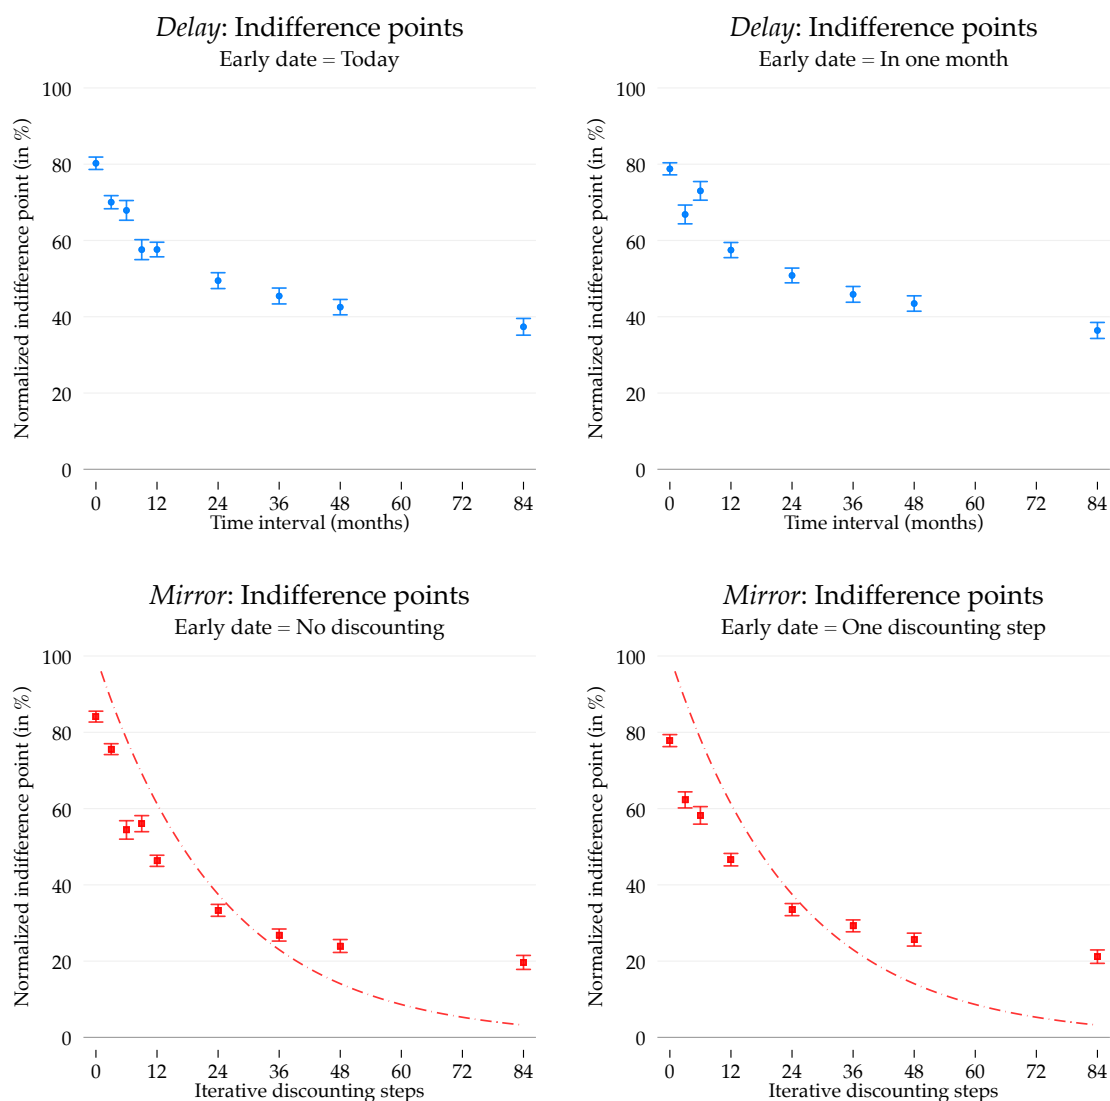 Delay: Indifference points
Early date = Today
Normalized indifference point (in %)
100
80
60
40
20
0
0 12 24 36 48 60 72 84
Time interval (months)
Delay: Indifference points
Early date = In one month
Normalized indifference point (in %)
100
80
60
40
20
0
0 12 24 36 48 60 72 84
Time interval (months)
Mirror: Indifference points
Early date = No discounting
Normalized indifference point (in %)
100
80
60
40
20
0
0 12 24 36 48 60 72 84
Iterative discounting steps
Mirror: Indifference points
Early date = One discounting step
Normalized indifference point (in %)
100
80
60
40
20
0
0 12 24 36 48 60 72 84
Iterative discounting steps